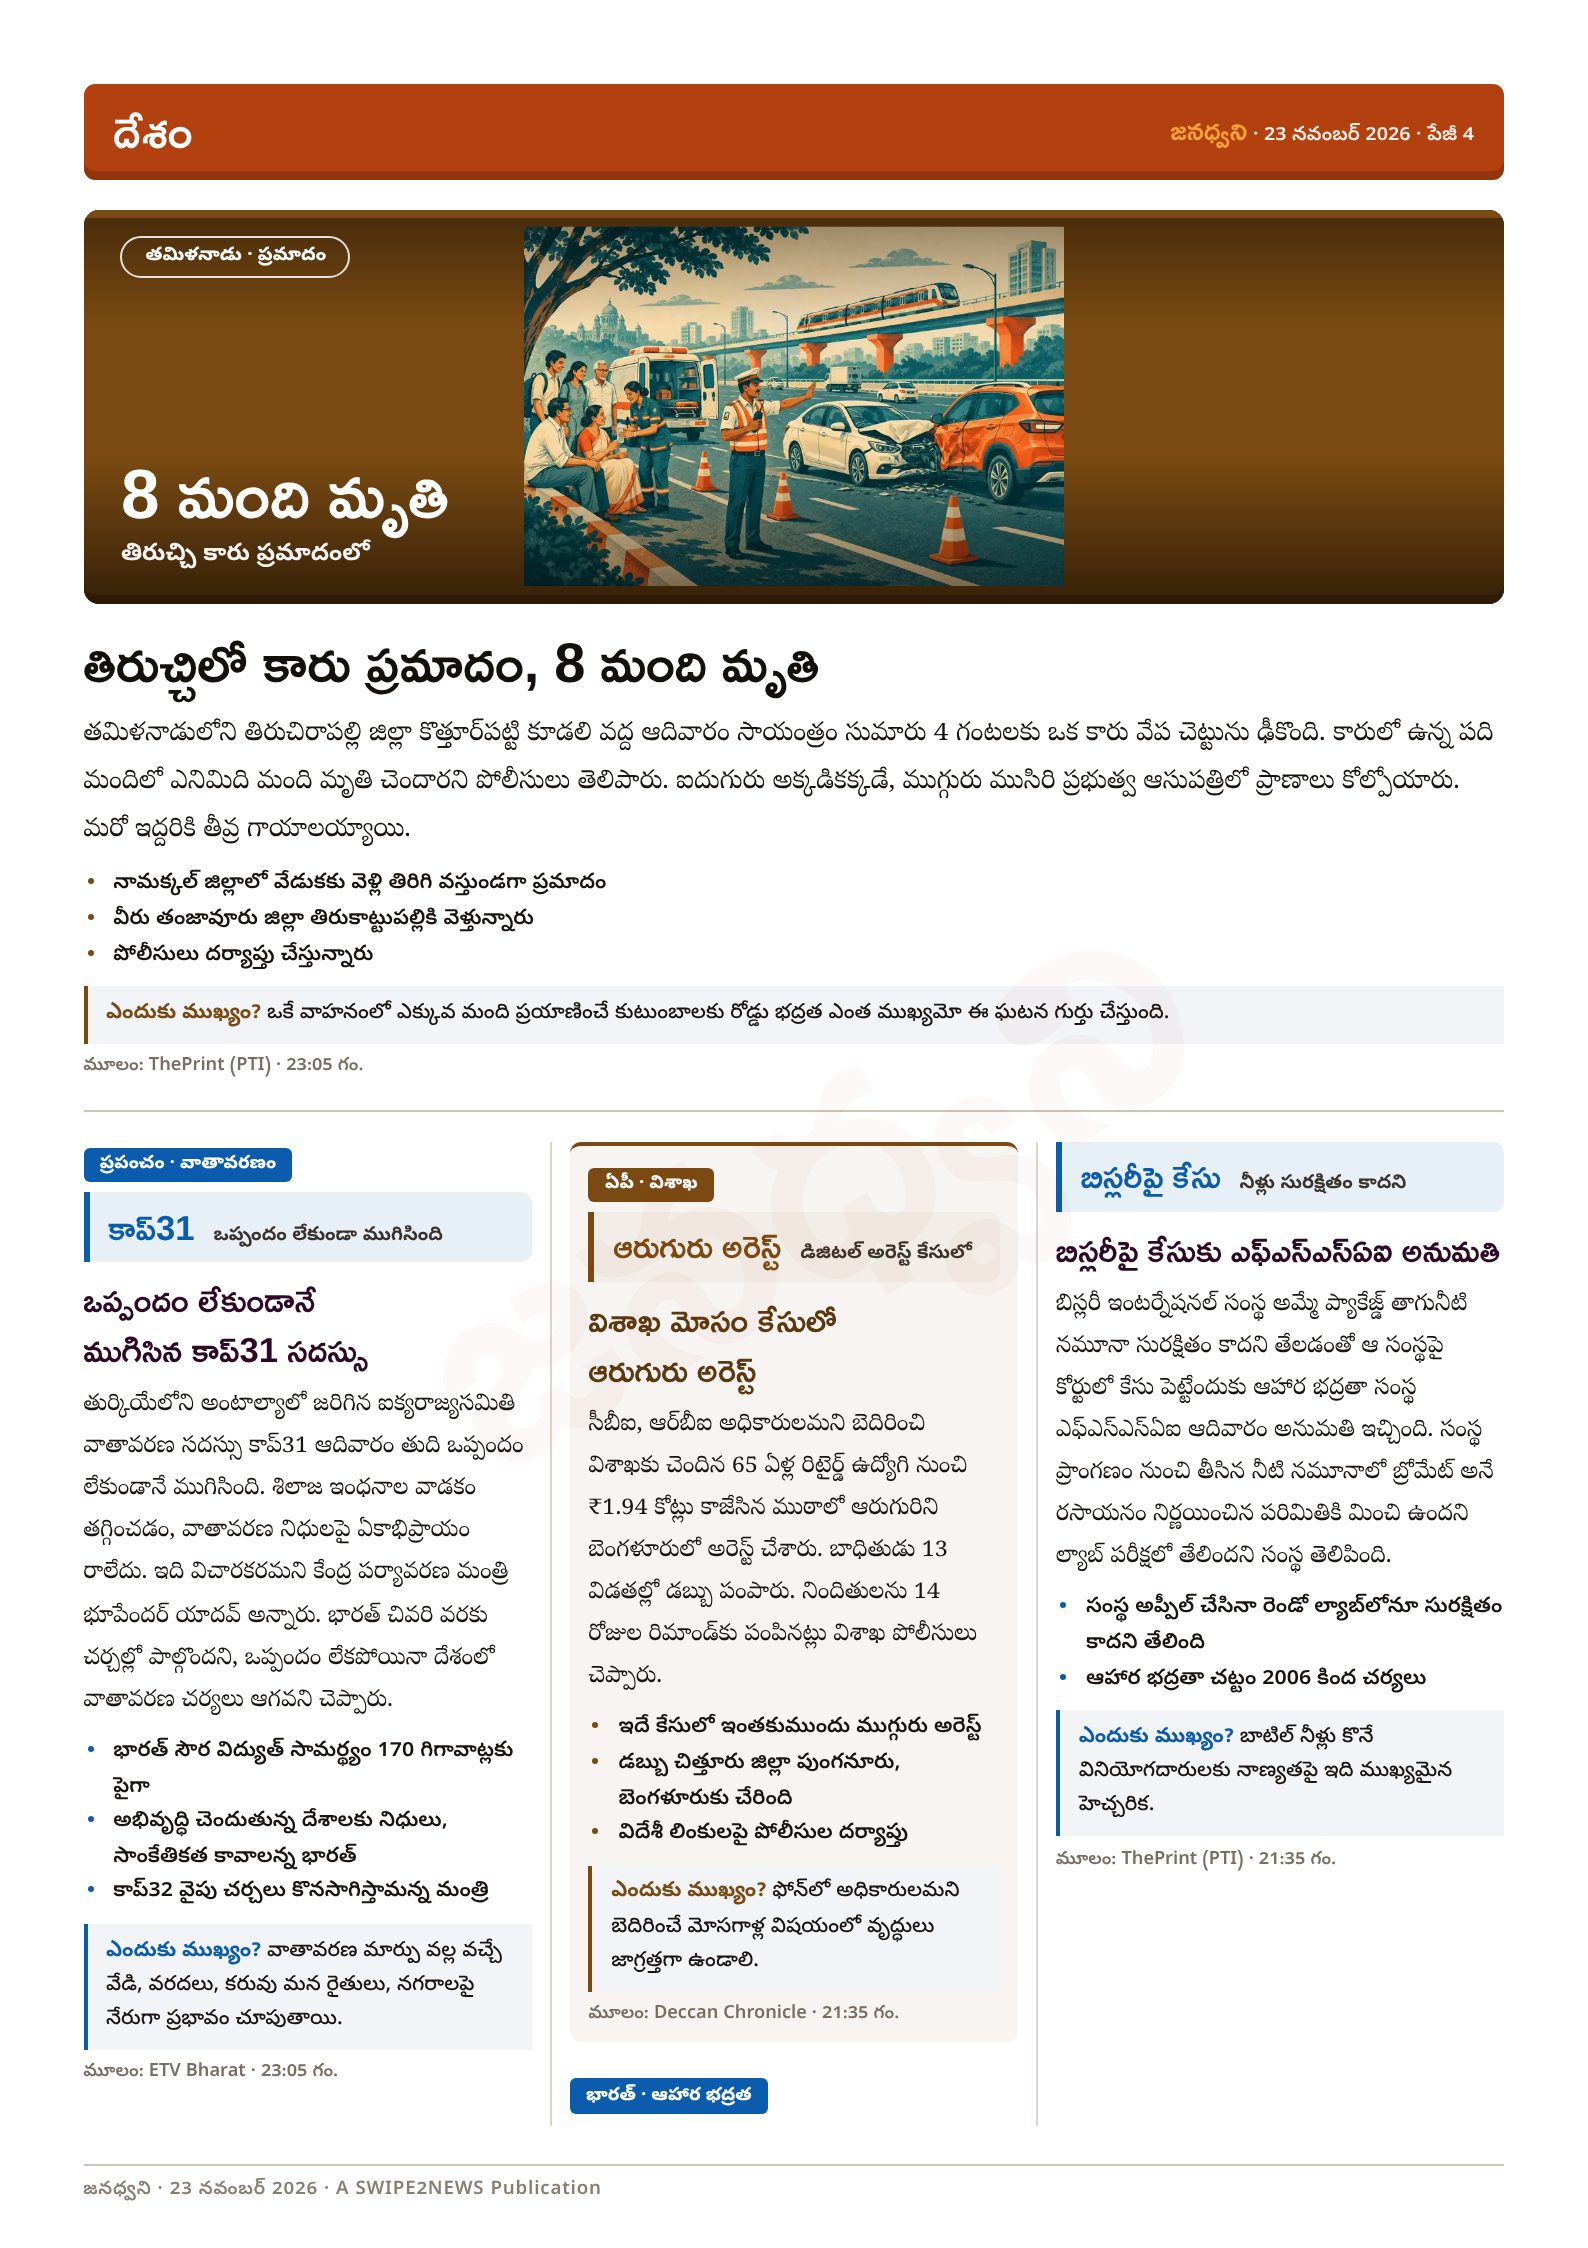 దేశం
జనధ్వని · 23 నవంబర్ 2026 · పేజీ 4
తమిళనాడు · ప్రమాదం
8 మంది మృతి
తిరుచ్చి కారు ప్రమాదంలో
తిరుచ్చిలో కారు ప్రమాదం, 8 మంది మృతి
తమిళనాడులోని తిరుచిరాపల్లి జిల్లా కొత్తూర్‌పట్టి కూడలి వద్ద ఆదివారం సాయంత్రం సుమారు 4 గంటలకు ఒక కారు వేప చెట్టును ఢీకొంది. కారులో ఉన్న పది
మందిలో ఎనిమిది మంది మృతి చెందారని పోలీసులు తెలిపారు. ఐదుగురు అక్కడికక్కడే, ముగ్గురు ముసిరి ప్రభుత్వ ఆసుపత్రిలో ప్రాణాలు కోల్పోయారు.
మరో ఇద్దరికి తీవ్ర గాయాలయ్యాయి.
• నామక్కల్ జిల్లాలో వేడుకకు వెళ్లి తిరిగి వస్తుండగా ప్రమాదం
• వీరు తంజావూరు జిల్లా తిరుకాట్టుపల్లికి వెళ్తున్నారు
• పోలీసులు దర్యాప్తు చేస్తున్నారు
ఎందుకు ముఖ్యం? ఒకే వాహనంలో ఎక్కువ మంది ప్రయాణించే కుటుంబాలకు రోడ్డు భద్రత ఎంత ముఖ్యమో ఈ ఘటన గుర్తు చేస్తుంది.
మూలం: ThePrint (PTI) · 23:05 గం.
ప్రపంచం · వాతావరణం
కాప్31 ఒప్పందం లేకుండా ముగిసింది
ఒప్పందం లేకుండానే
ముగిసిన కాప్31 సదస్సు
తుర్కియేలోని అంటాల్యాలో జరిగిన ఐక్యరాజ్యసమితి
వాతావరణ సదస్సు కాప్31 ఆదివారం తుది ఒప్పందం
లేకుండానే ముగిసింది. శిలాజ ఇంధనాల వాడకం
తగ్గించడం, వాతావరణ నిధులపై ఏకాభిప్రాయం
రాలేదు. ఇది విచారకరమని కేంద్ర పర్యావరణ మంత్రి
భూపేందర్ యాదవ్ అన్నారు. భారత్ చివరి వరకు
చర్చల్లో పాల్గొందని, ఒప్పందం లేకపోయినా దేశంలో
వాతావరణ చర్యలు ఆగవని చెప్పారు.
• భారత్ సౌర విద్యుత్ సామర్థ్యం 170 గిగావాట్లకు
పైగా
• అభివృద్ధి చెందుతున్న దేశాలకు నిధులు,
సాంకేతికత కావాలన్న భారత్
• కాప్32 వైపు చర్చలు కొనసాగిస్తామన్న మంత్రి
ఎందుకు ముఖ్యం? వాతావరణ మార్పు వల్ల వచ్చే
వేడి, వరదలు, కరువు మన రైతులు, నగరాలపై
నేరుగా ప్రభావం చూపుతాయి.
మూలం: ETV Bharat · 23:05 గం.
ఏపీ · విశాఖ
ఆరుగురు అరెస్ట్ డిజిటల్ అరెస్ట్ కేసులో
విశాఖ మోసం కేసులో
ఆరుగురు అరెస్ట్
సీబీఐ, ఆర్‌బీఐ అధికారులమని బెదిరించి
విశాఖకు చెందిన 65 ఏళ్ల రిటైర్డ్ ఉద్యోగి నుంచి
₹1.94 కోట్లు కాజేసిన ముఠాలో ఆరుగురిని
బెంగళూరులో అరెస్ట్ చేశారు. బాధితుడు 13
విడతల్లో డబ్బు పంపారు. నిందితులను 14
రోజుల రిమాండ్‌కు పంపినట్లు విశాఖ పోలీసులు
చెప్పారు.
• ఇదే కేసులో ఇంతకుముందు ముగ్గురు అరెస్ట్
• డబ్బు చిత్తూరు జిల్లా పుంగనూరు,
బెంగళూరుకు చేరింది
• విదేశీ లింకులపై పోలీసుల దర్యాప్తు
ఎందుకు ముఖ్యం? ఫోన్‌లో అధికారులమని
బెదిరించే మోసగాళ్ల విషయంలో వృద్ధులు
జాగ్రత్తగా ఉండాలి.
మూలం: Deccan Chronicle · 21:35 గం.
భారత్ · ఆహార భద్రత
బిస్లరీపై కేసు నీళ్లు సురక్షితం కాదని
బిస్లరీపై కేసుకు ఎఫ్ఎస్ఎస్ఏఐ అనుమతి
బిస్లరీ ఇంటర్నేషనల్ సంస్థ అమ్మే ప్యాకేజ్డ్ తాగునీటి
నమూనా సురక్షితం కాదని తేలడంతో ఆ సంస్థపై
కోర్టులో కేసు పెట్టేందుకు ఆహార భద్రతా సంస్థ
ఎఫ్ఎస్ఎస్ఏఐ ఆదివారం అనుమతి ఇచ్చింది. సంస్థ
ప్రాంగణం నుంచి తీసిన నీటి నమూనాలో బ్రోమేట్ అనే
రసాయనం నిర్ణయించిన పరిమితికి మించి ఉందని
ల్యాబ్ పరీక్షలో తేలిందని సంస్థ తెలిపింది.
• సంస్థ అప్పీల్ చేసినా రెండో ల్యాబ్‌లోనూ సురక్షితం
కాదని తేలింది
• ఆహార భద్రతా చట్టం 2006 కింద చర్యలు
ఎందుకు ముఖ్యం? బాటిల్ నీళ్లు కొనే
వినియోగదారులకు నాణ్యతపై ఇది ముఖ్యమైన
హెచ్చరిక.
మూలం: ThePrint (PTI) · 21:35 గం.
జనధ్వని
జనధ్వని · 23 నవంబర్ 2026 · A SWIPE2NEWS Publication